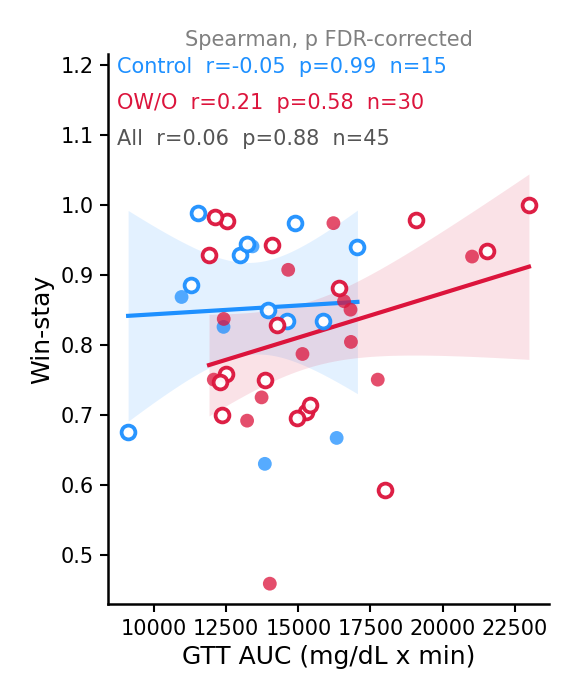 Spearman, p FDR-corrected
Control  r=-0.05  p=0.99  n=15
OW/O  r=0.21  p=0.58  n=30
All  r=0.06  p=0.88  n=45
1.2
1.1
1.0
0.9
0.8
0.7
0.6
0.5
Win-stay
10000 12500 15000 17500 20000 22500
GTT AUC (mg/dL x min)